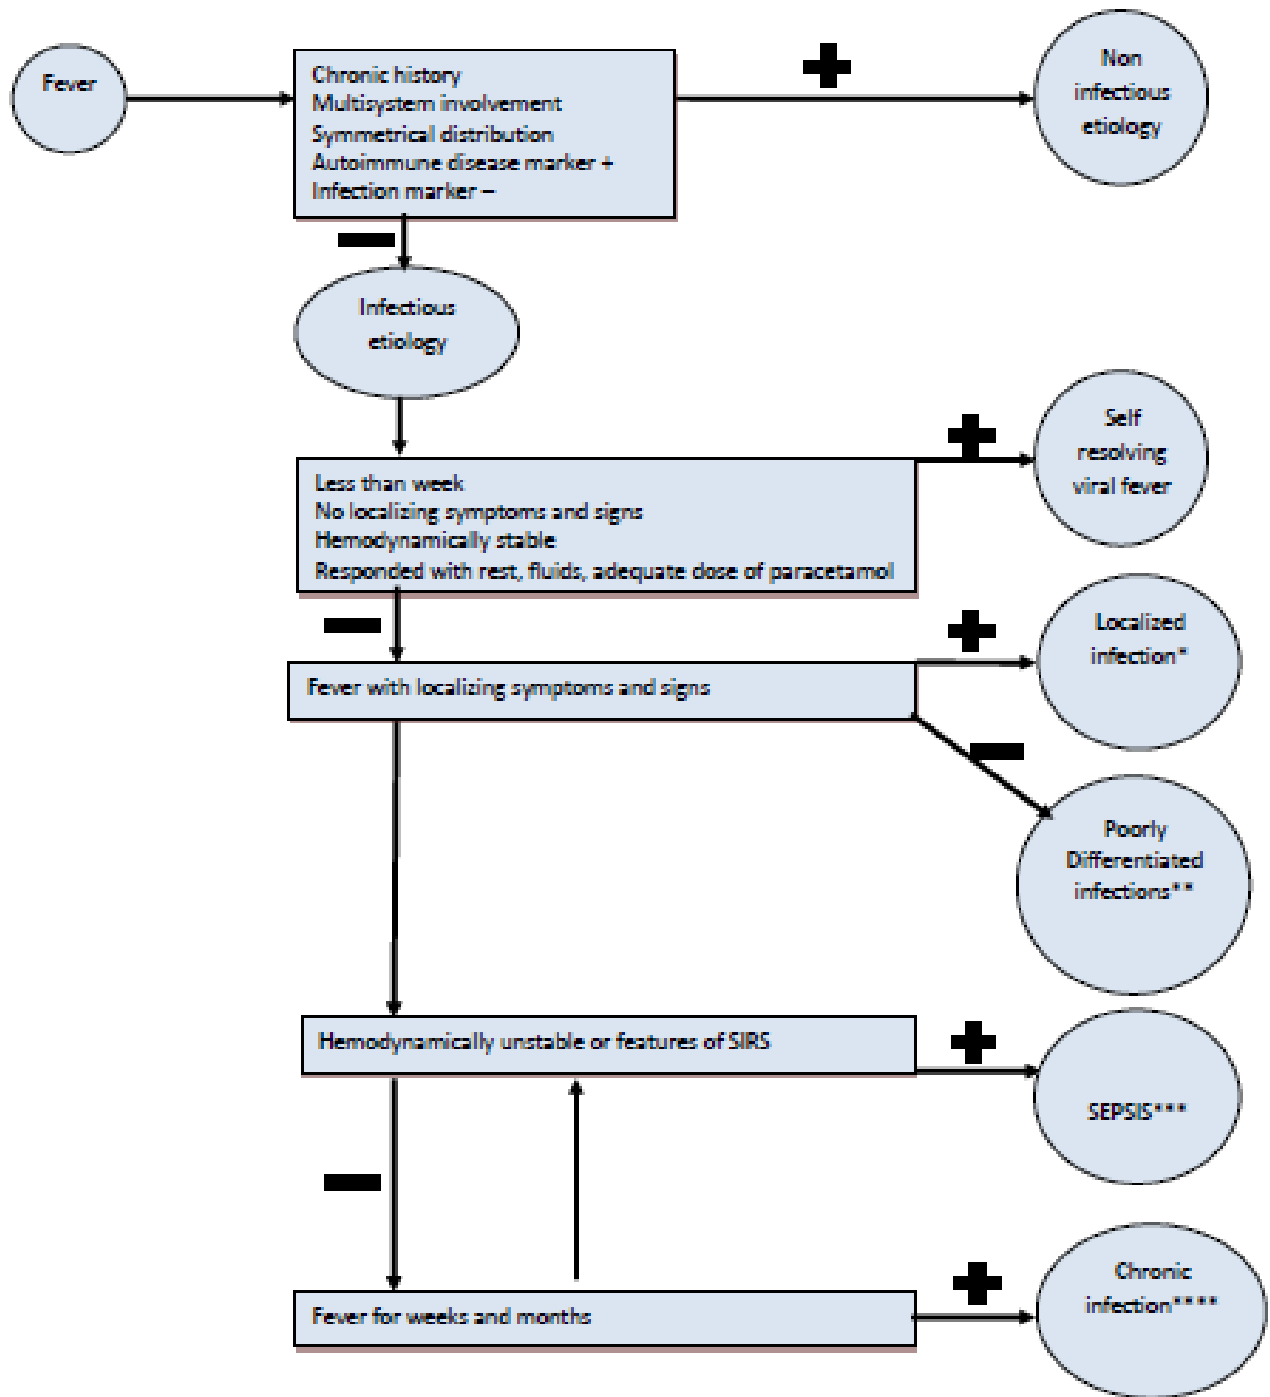 Fever
Chronic history
Multisystem involvement
Symmetrical distribution
Autoimmune disease marker +
Infection marker –
Non
infectious
etiology
Infectious
etiology
Less than week
No localizing symptoms and signs
Hemodynamically stable
Responded with rest, fluids, adequate dose of paracetamol
Self
resolving
viral fever
Fever with localizing symptoms and signs
Localized
infection*
Poorly
Differentiated
infections**
Hemodynamically unstable or features of SIRS
SEPSIS***
Fever for weeks and months
Chronic
infection****